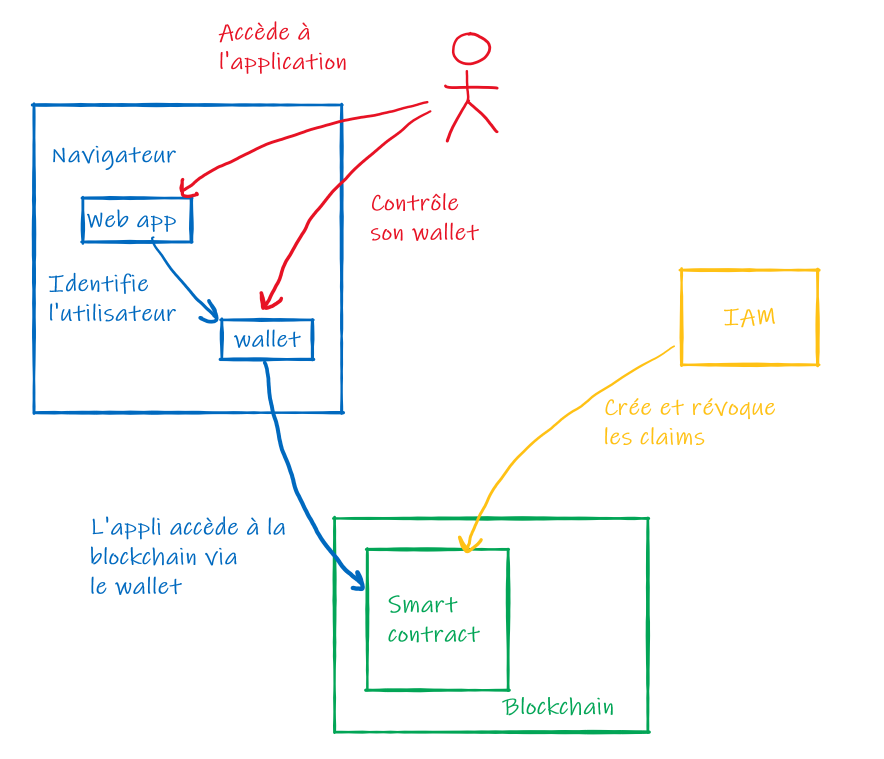 Accède à
l'application
Navigateur
Web app
Contrôle
son wallet
Identifie
l'utilisateur
wallet
IAM
Crée et révoque
les claims
L'appli accède à la
blockchain via
le wallet
Smart
contract
Blockchain